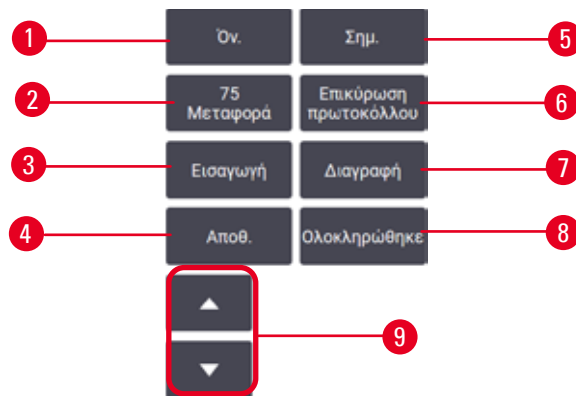 1
Όν.
Σημ.
5
2
75
Μεταφορά
Επικύρωση
πρωτοκόλλου
6
3
Εισαγωγή
Διαγραφή
7
4
Αποθ.
Ολοκληρώθηκε
8
9